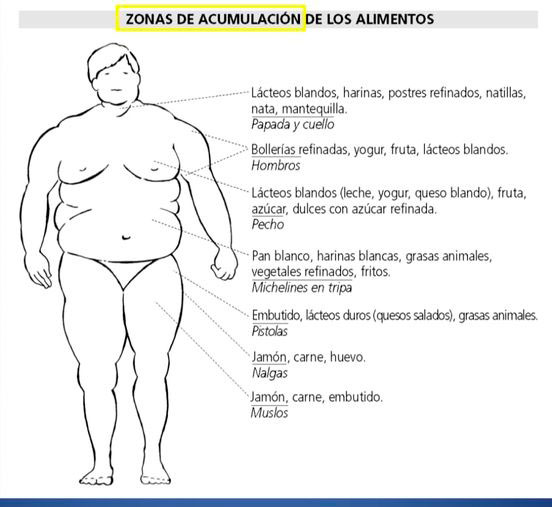 ZONAS DE ACUMULACIÓN DE LOS ALIMENTOS
Lácteos blandos, harinas, postres refinados, natillas,
nata, mantequilla.
Papada y cuello
Bollerías refinadas, yogur, fruta, lácteos blandos.
Hombros
Lácteos blandos (leche, yogur, queso blando), fruta,
azúcar, dulces con azúcar refinada.
Pecho
Pan blanco, harinas blancas, grasas animales,
vegetales refinados, fritos.
Michelines en tripa
Embutido, lácteos duros (quesos salados), grasas animales.
Pistolas
Jamón, carne, huevo.
Nalgas
Jamón, carne, embutido.
Muslos